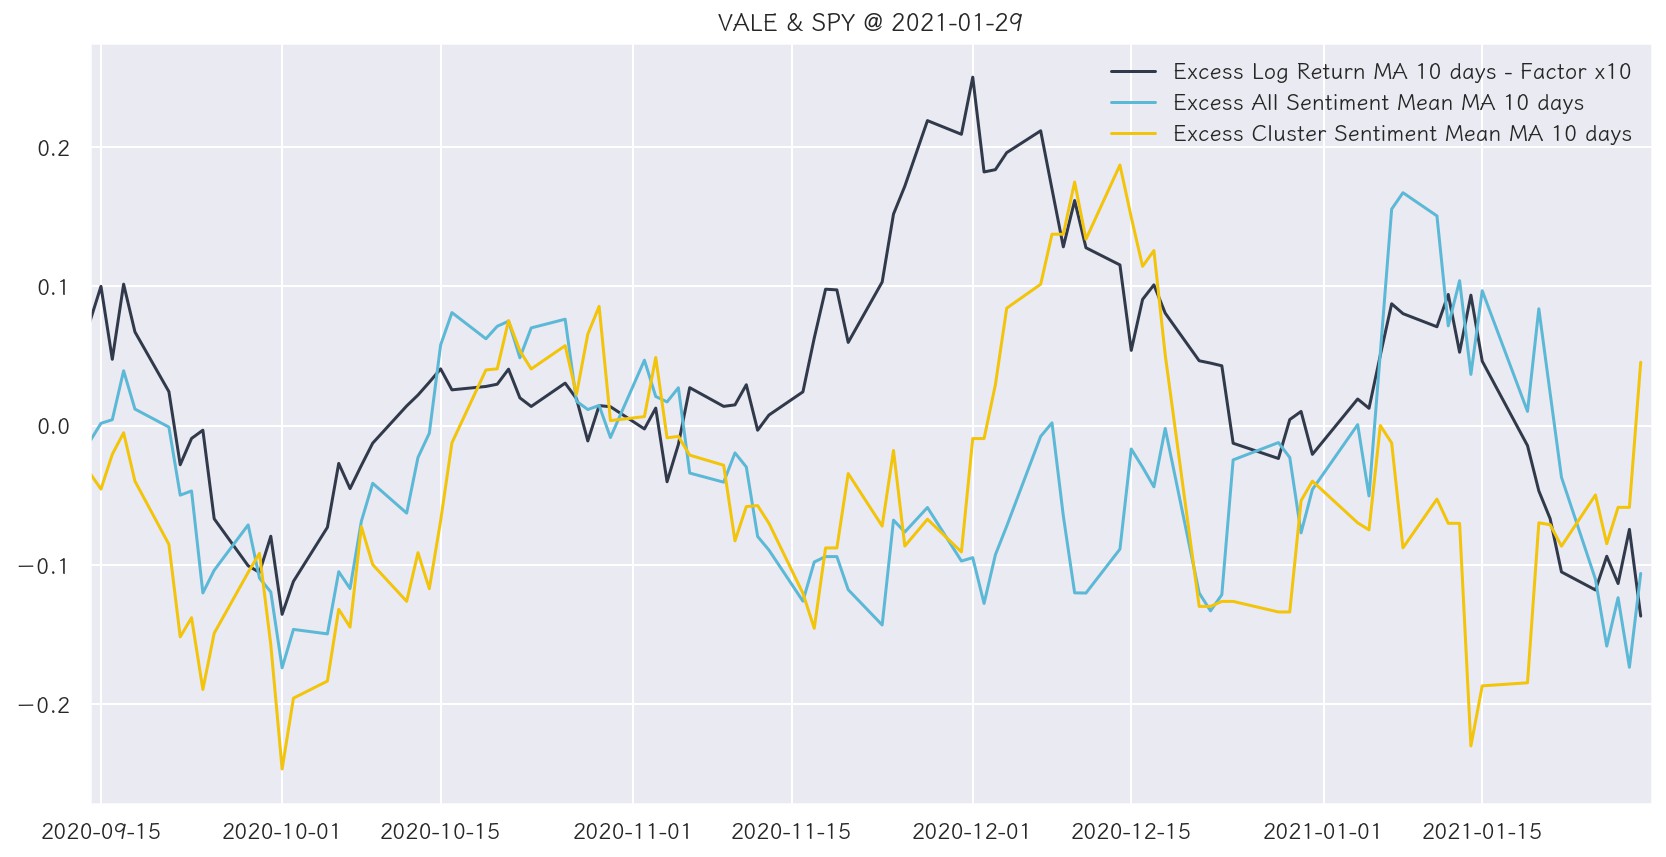 VALE & SPY @ 2021-01-29
Excess Log Return MA 10 days - Factor x10
Excess All Sentiment Mean MA 10 days
Excess Cluster Sentiment Mean MA 10 days
0.2
0.1
0.0
−0.1
−0.2
2020-09-15 2020-10-01 2020-10-15 2020-11-01 2020-11-15 2020-12-01 2020-12-15 2021-01-01 2021-01-15